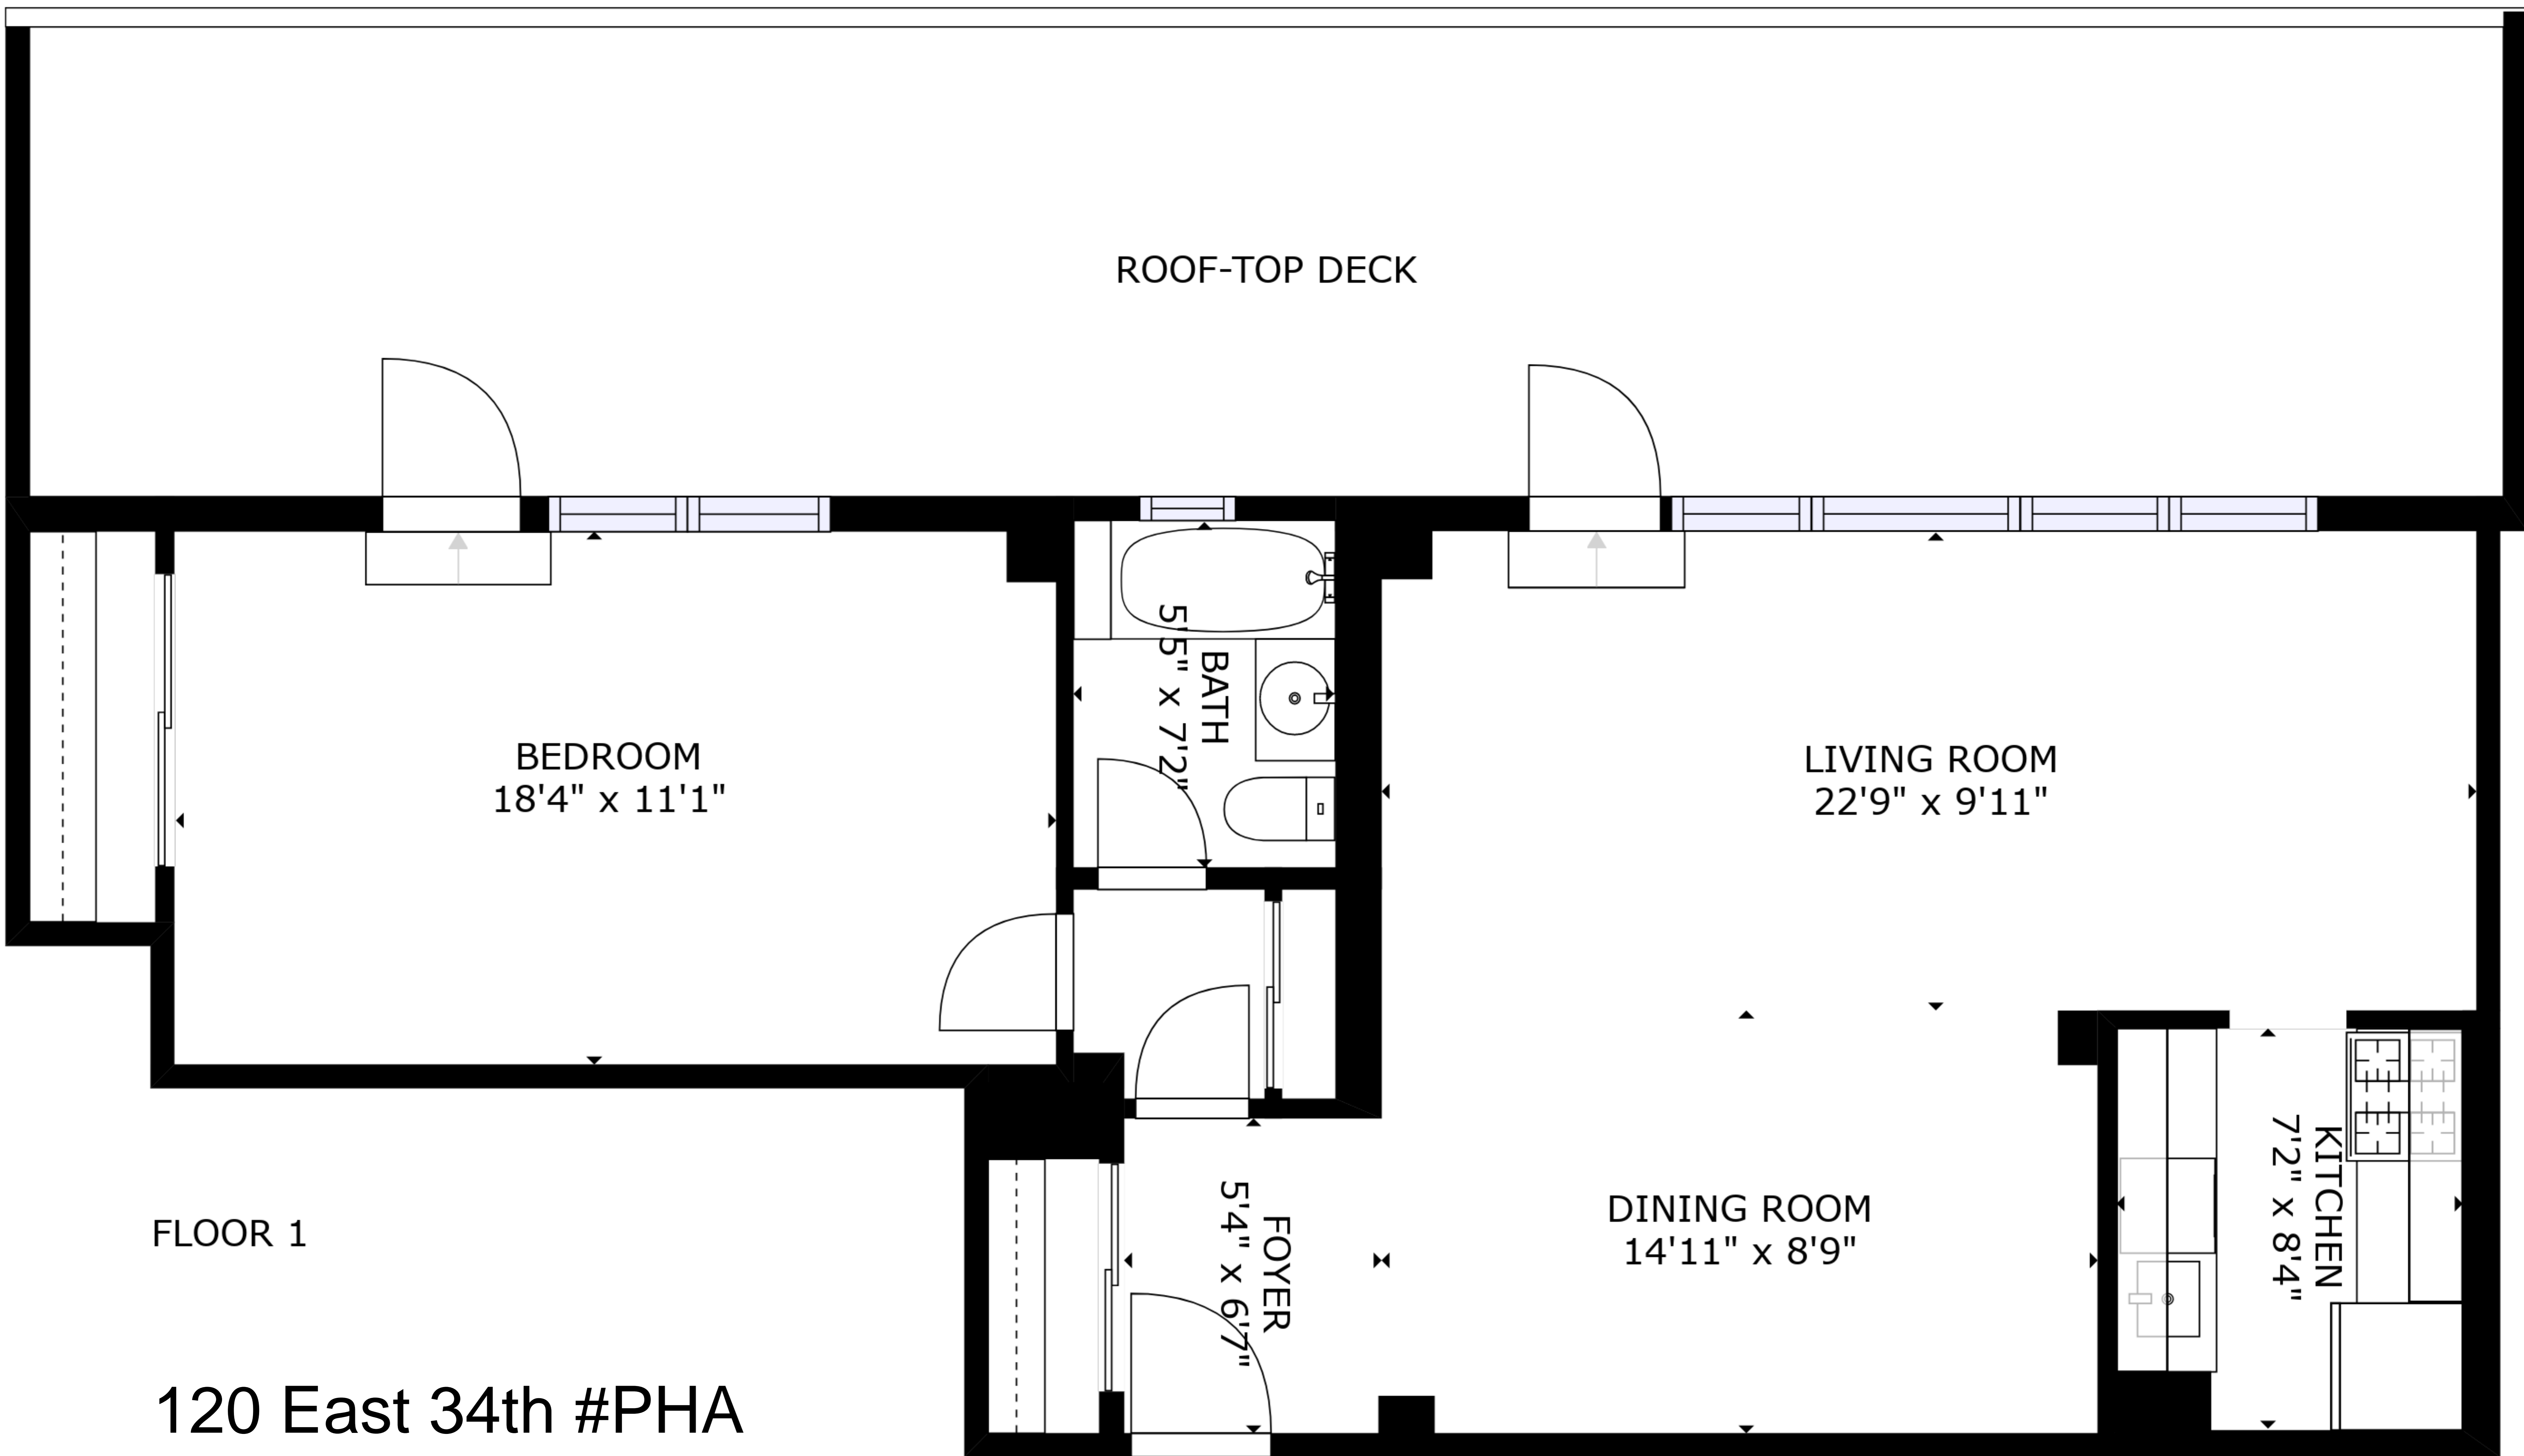 ROOF-TOP DECK
BEDROOM
18'4" x 11'1"
BATH
5'5" x 7'2"
LIVING ROOM
22'9" x 9'11"
KITCHEN
7'2" x 8'4"
FOYER
5'4" x 6'7"
DINING ROOM
14'11" x 8'9"
FLOOR 1
120 East 34th #PHA